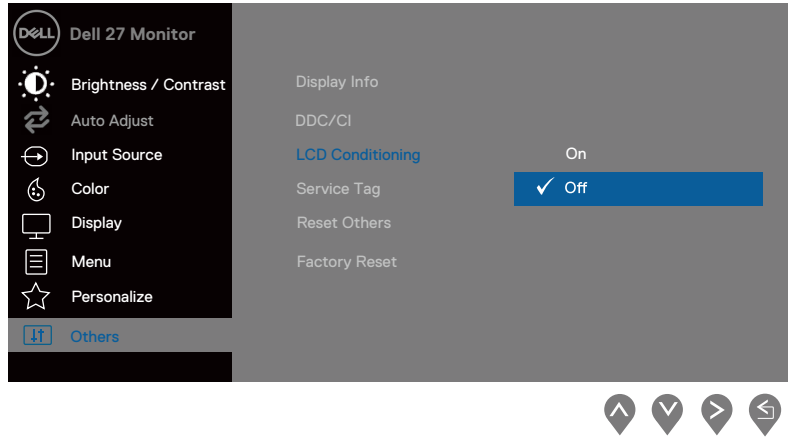 DELL
Dell 27 Monitor
Brightness / Contrast
Auto Adjust
Input Source
Color
Display
Menu
Personalize
Others
Display Info
DDC/CI
LCD Conditioning
Service Tag
Reset Others
Factory Reset
On
Off